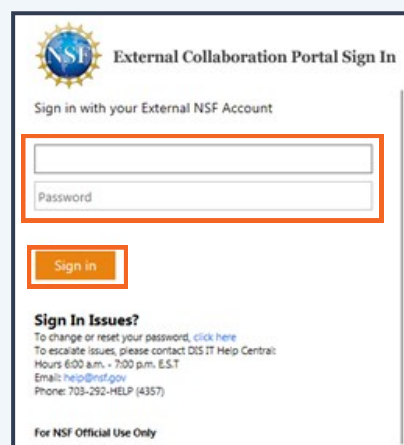 NSF
External Collaboration Portal Sign In
Sign in with your External NSF Account
Password
Sign in
Sign In Issues?
To change or reset your password, click here
To escalate issues, please contact DIS IT Help Central:
Hours 6:00 a.m. - 7:00 p.m. E.S.T
Email: help@nsf.gov
Phone: 703-292-HELP (4357)
For NSF Official Use Only